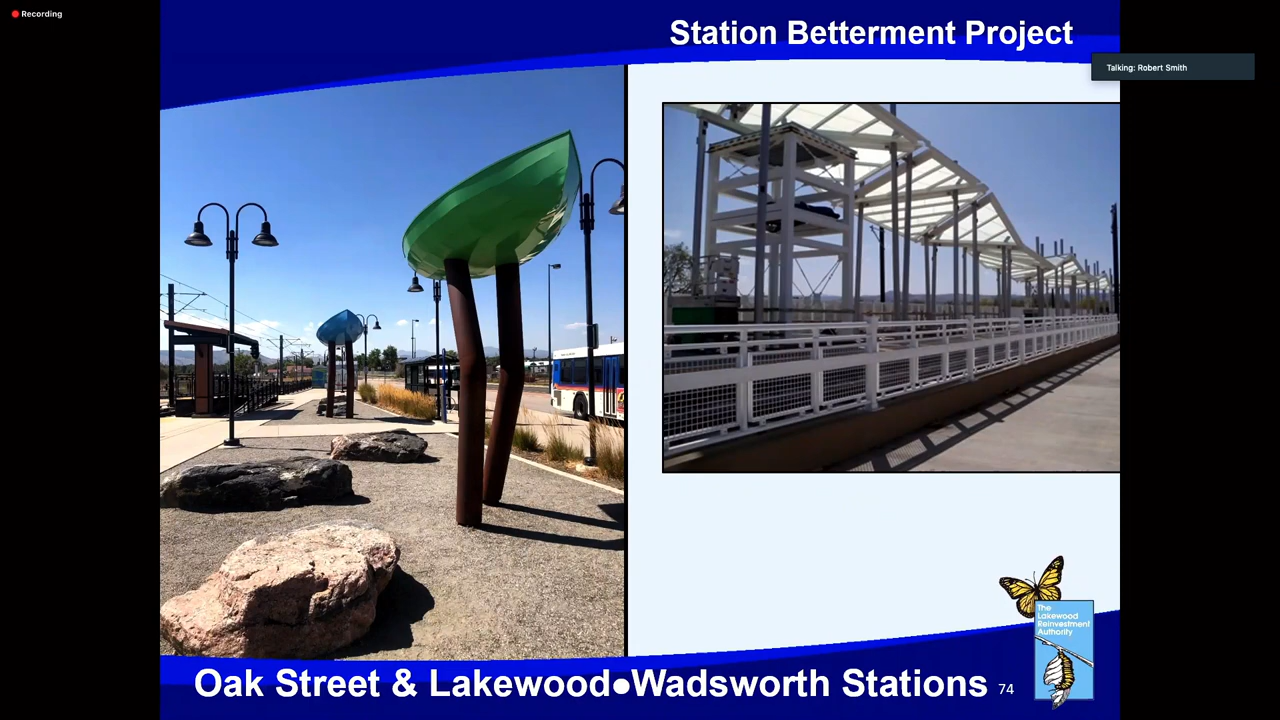 Recording
Station Betterment Project
Talking: Robert Smith
The
Lakewood
Reinvestment
Authority
Oak Street & Lakewood●Wadsworth Stations
74